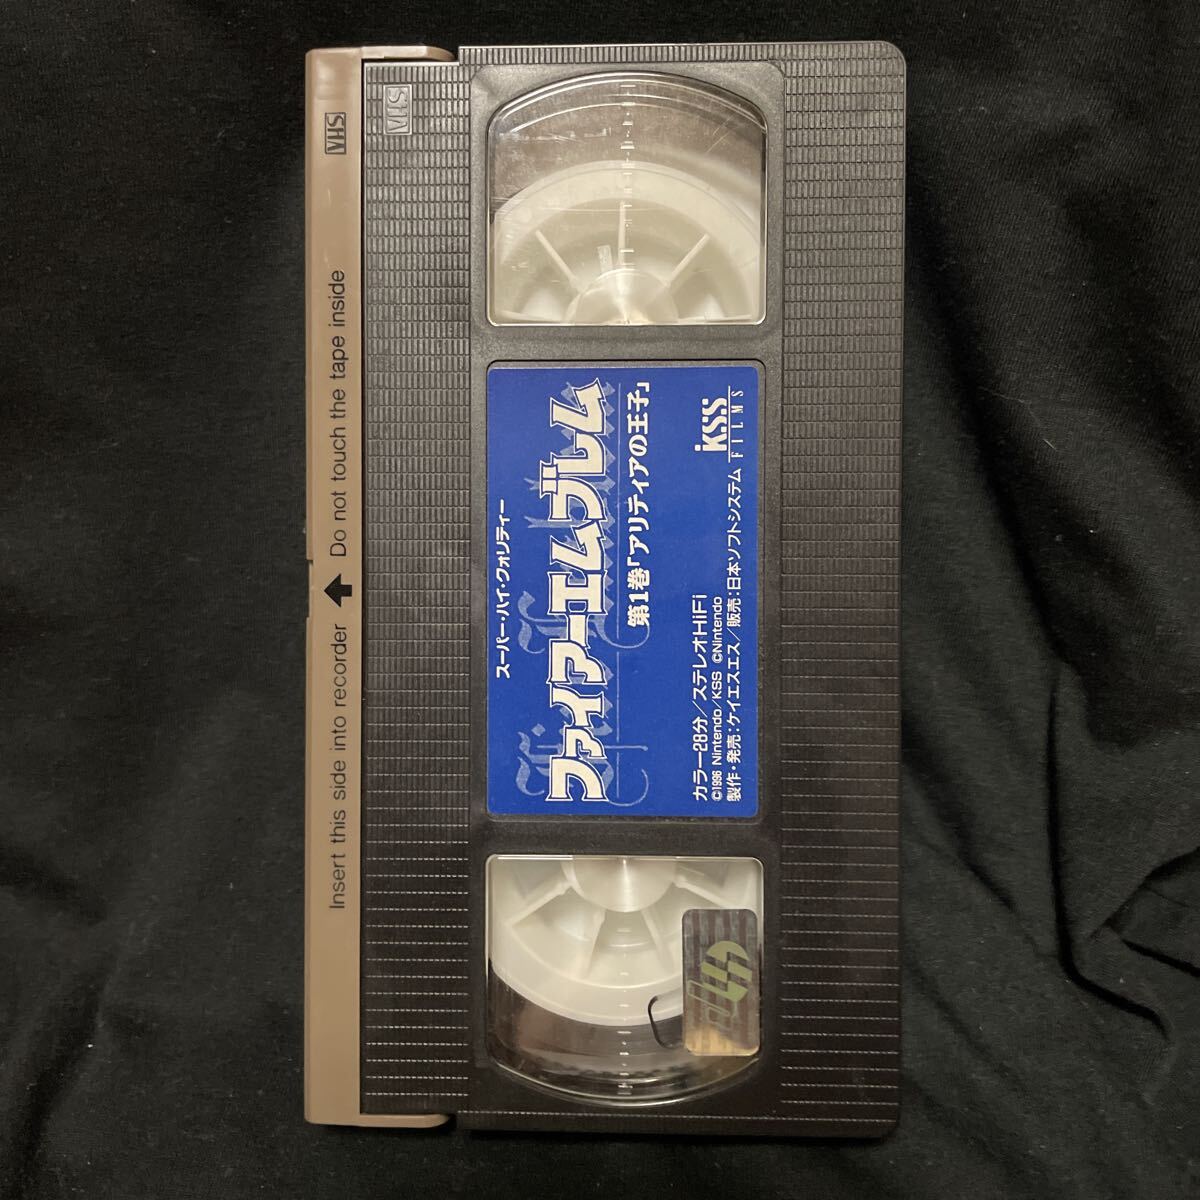 VHS
Insert this side into recorder ↑ Do not touch the tape inside
VHS
スーパー・ハイ・クォリティー
ファイアーエムブレム
第1巻「アリティアの王子」
カラー28分/ステレオHiFi
©1996 Nintendo/KSS ©Nintendo
製作・発売:ケイエスエス/販売:日本ソフトシステム
KSS
FILMS